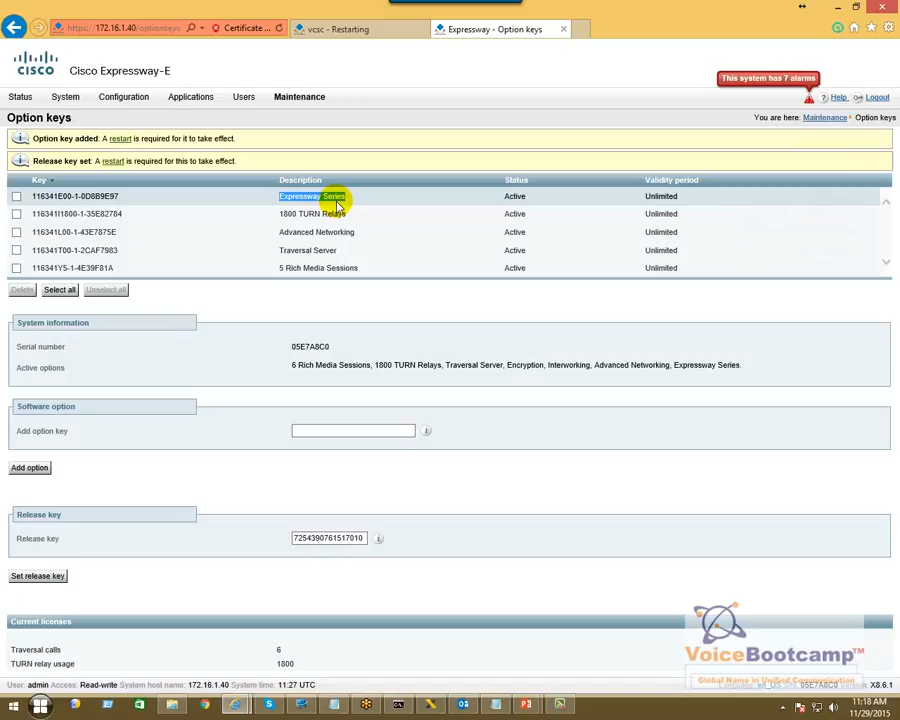 https://172.16.1.40/optionkeys
Certificate...
vcsc - Restarting
Expressway - Option keys
CISCO
Cisco Expressway-E
This system has 7 alarms
Status System Configuration Applications Users Maintenance
Help Logout
Option keys
You are here: Maintenance Option keys
Option key added: A restart is required for it to take effect.
Release key set: A restart is required for this to take effect.
Key Description Status Validity period
116341E00-1-0D8B9E97 Expressway Series Active Unlimited
116341I1800-1-35E82784 1800 TURN Relays Active Unlimited
116341L00-1-43E7875E Advanced Networking Active Unlimited
116341T00-1-2CAF7983 Traversal Server Active Unlimited
116341Y5-1-4E39F81A 5 Rich Media Sessions Active Unlimited
Delete Select all Unselect all
System information
Serial number 05E7A8C0
Active options 6 Rich Media Sessions, 1800 TURN Relays, Traversal Server, Encryption, Interworking, Advanced Networking, Expressway Series.
Software option
Add option key
Add option
Release key
Release key 7254390761517010
Set release key
Current licenses
Traversal calls 6
TURN relay usage 1800
VoiceBootcamp™
Global Name in Unified Communication
User: admin Access: Read-write System host name: 172.16.1.40 System time: 11:27 UTC
Language: en_US S/N: 05E7A8C0 Version: X8.6.1
11:18 AM
11/29/2015